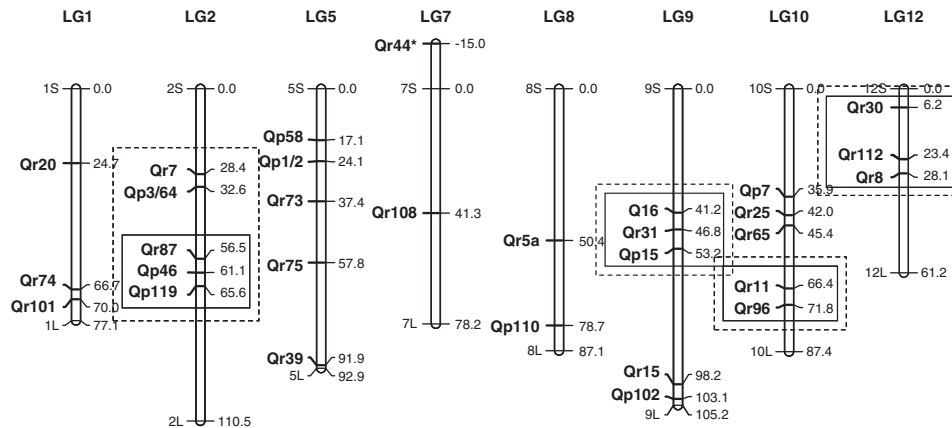 LG1 LG2 LG5 LG7 LG8 LG9 LG10 LG12
Qr44* -15.0
1S 0.0 2S 0.0 5S 0.0 7S 0.0 8S 0.0 9S 0.0 10S 0.0 12S 0.0
Qr30 6.2
Qp58 17.1
Qr20 24.7 Qr7 28.4 Qp1/2 24.1 Qr112 23.4
Qp3/64 32.6 Qr8 28.1
Qr73 37.4 Qr108 41.3 Q16 41.2 Qp7 35.9
Qr25 42.0
Qr31 46.8 Qr65 45.4
Qr87 56.5 Qr5a 50.4 Qp15 53.2
Qp46 61.1 Qr75 57.8 12L 61.2
Qr74 66.7 Qp119 65.6 Qr11 66.4
Qr101 70.0 Qr96 71.8
1L 77.1 7L 78.2 Qp110 78.7
Qr39 91.9 8L 87.1 10L 87.4
5L 92.9 Qr15 98.2
Qp102 103.1
2L 110.5 9L 105.2